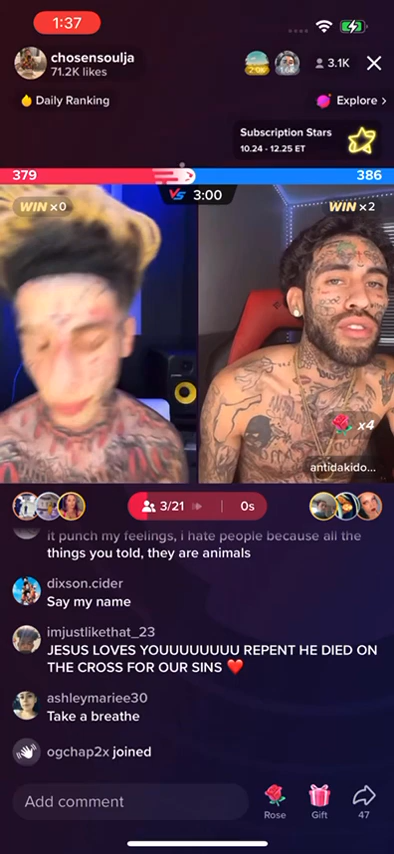 1:37
chosensoulja
71.2K likes
3.1K
Daily Ranking
Explore >
Subscription Stars
10.24 - 12.25 ET
379
VS 3:00
386
WIN x0
WIN x2
x4
antidakido...
3/21
0s
it punch my feelings, i hate people because all the
things you told, they are animals
dixson.cider
Say my name
imjustlikethat_23
JESUS LOVES YOUUUUUUUU REPENT HE DIED ON
THE CROSS FOR OUR SINS ❤️
ashleymariee30
Take a breathe
ogchap2x joined
Add comment
Rose
Gift
47